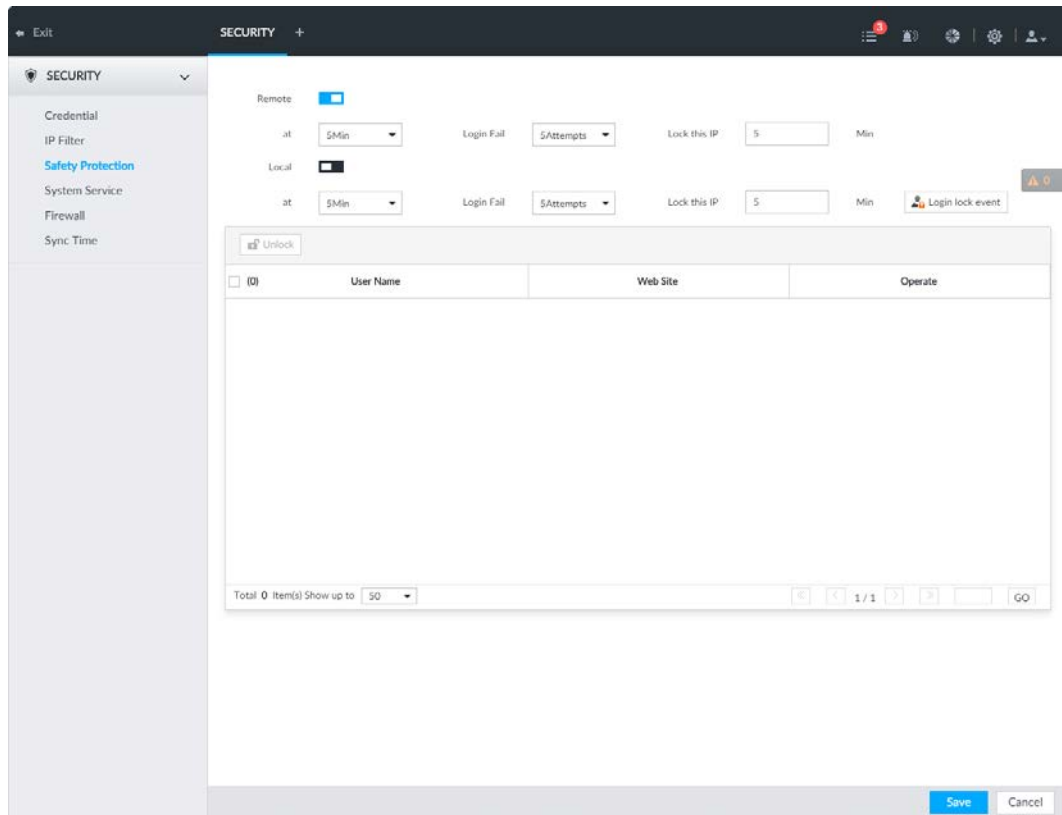 Exit SECURITY + 3
SECURITY
Credential
IP Filter
Safety Protection
System Service
Firewall
Sync Time
Remote
at 5Min Login Fail 5Attempts Lock this IP 5 Min
Local
0
at 5Min Login Fail 5Attempts Lock this IP 5 Min Login lock event
Unlock
(0) User Name Web Site Operate
Total 0 Item(s) Show up to 50 1 / 1 GO
Save Cancel